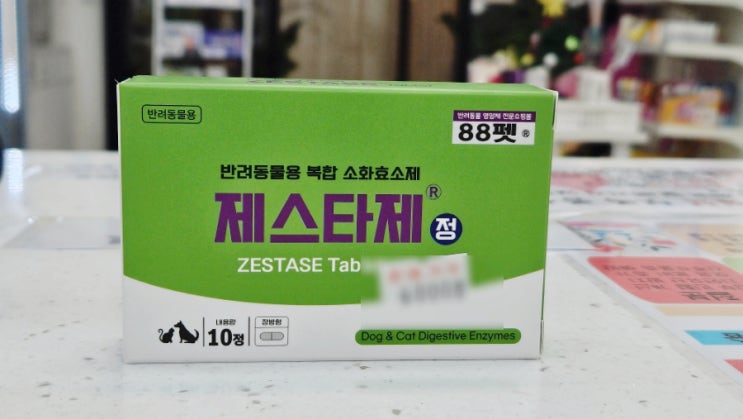 ZESTASE Tablet
반려동물용
반려동물 영양제 전문쇼핑몰
88펫 ®
반려동물용 복합 소화효소제
제스타제® 정
ZESTASE Tab
내용량
10정
장방형
Dog & Cat Digestive Enzymes